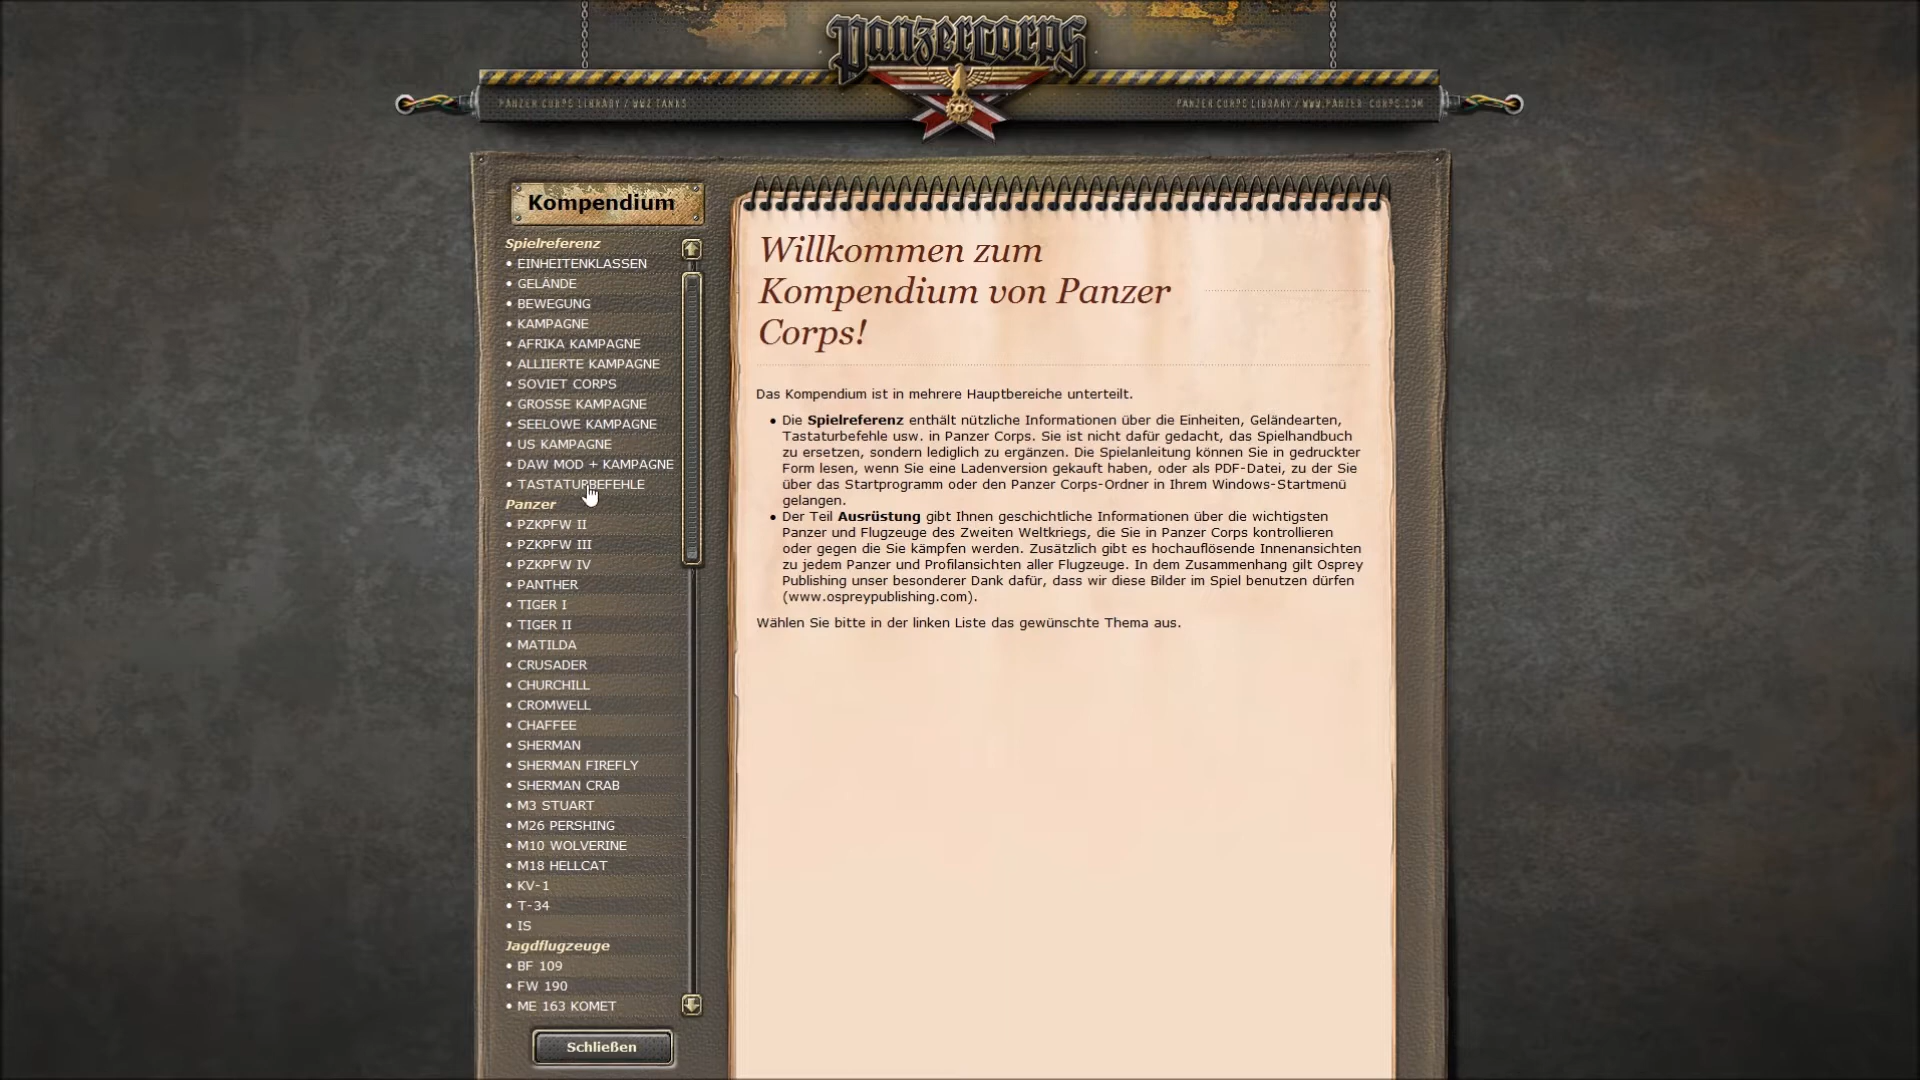 Panzercorps
PANZER CORPS LIBRARY / WW2 TANKS
PANZER CORPS LIBRARY / WWW.PANZER-CORPS.COM
Kompendium
Spielreferenz
• EINHEITENKLASSEN
• GELÄNDE
• BEWEGUNG
• KAMPAGNE
• AFRIKA KAMPAGNE
• ALLIIERTE KAMPAGNE
• SOVIET CORPS
• GROSSE KAMPAGNE
• SEELOWE KAMPAGNE
• US KAMPAGNE
• DAW MOD + KAMPAGNE
• TASTATURBEFEHLE
Panzer
• PZKPFW II
• PZKPFW III
• PZKPFW IV
• PANTHER
• TIGER I
• TIGER II
• MATILDA
• CRUSADER
• CHURCHILL
• CROMWELL
• CHAFFEE
• SHERMAN
• SHERMAN FIREFLY
• SHERMAN CRAB
• M3 STUART
• M26 PERSHING
• M10 WOLVERINE
• M18 HELLCAT
• KV-1
• T-34
• IS
Jagdflugzeuge
• BF 109
• FW 190
• ME 163 KOMET
Schließen
Willkommen zum
Kompendium von Panzer
Corps!
Das Kompendium ist in mehrere Hauptbereiche unterteilt.
• Die Spielreferenz enthält nützliche Informationen über die Einheiten, Geländearten,
Tastaturbefehle usw. in Panzer Corps. Sie ist nicht dafür gedacht, das Spielhandbuch
zu ersetzen, sondern lediglich zu ergänzen. Die Spielanleitung können Sie in gedruckter
Form lesen, wenn Sie eine Ladenversion gekauft haben, oder als PDF-Datei, zu der Sie
über das Startprogramm oder den Panzer Corps-Ordner in Ihrem Windows-Startmenü
gelangen.
• Der Teil Ausrüstung gibt Ihnen geschichtliche Informationen über die wichtigsten
Panzer und Flugzeuge des Zweiten Weltkriegs, die Sie in Panzer Corps kontrollieren
oder gegen die Sie kämpfen werden. Zusätzlich gibt es hochauflösende Innenansichten
zu jedem Panzer und Profilansichten aller Flugzeuge. In dem Zusammenhang gilt Osprey
Publishing unser besonderer Dank dafür, dass wir diese Bilder im Spiel benutzen dürfen
(www.ospreypublishing.com).
Wählen Sie bitte in der linken Liste das gewünschte Thema aus.